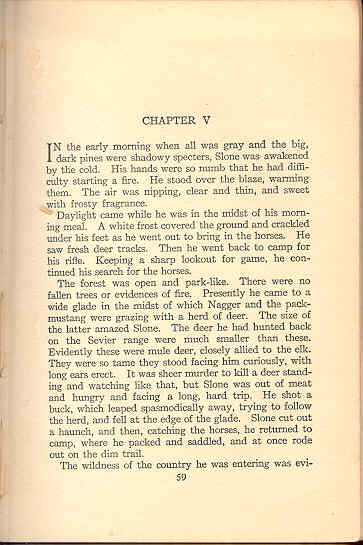 CHAPTER V
IN the early morning when all was gray and the big,
dark pines were shadowy specters, Slone was awakened
by the cold. His hands were so numb that he had diffi-
culty starting a fire. He stood over the blaze, warming
them. The air was nipping, clear and thin, and sweet
with frosty fragrance.
Daylight came while he was in the midst of his morn-
ing meal. A white frost covered the ground and crackled
under his feet as he went out to bring in the horses. He
saw fresh deer tracks. Then he went back to camp for
his rifle. Keeping a sharp lookout for game, he con-
tinued his search for the horses.
The forest was open and park-like. There were no
fallen trees or evidences of fire. Presently he came to a
wide glade in the midst of which Nagger and the pack-
mustang were grazing with a herd of deer. The size of
the latter amazed Slone. The deer he had hunted back
on the Sevier range were much smaller than these.
Evidently these were mule deer, closely allied to the elk.
They were so tame they stood facing him curiously, with
long ears erect. It was sheer murder to kill a deer stand-
ing and watching like that, but Slone was out of meat
and hungry and facing a long, hard trip. He shot a
buck, which leaped spasmodically away, trying to follow
the herd, and fell at the edge of the glade. Slone cut out
a haunch, and then, catching the horses, he returned to
camp, where he packed and saddled, and at once rode
out on the dim trail.
The wildness of the country he was entering was evi-
59